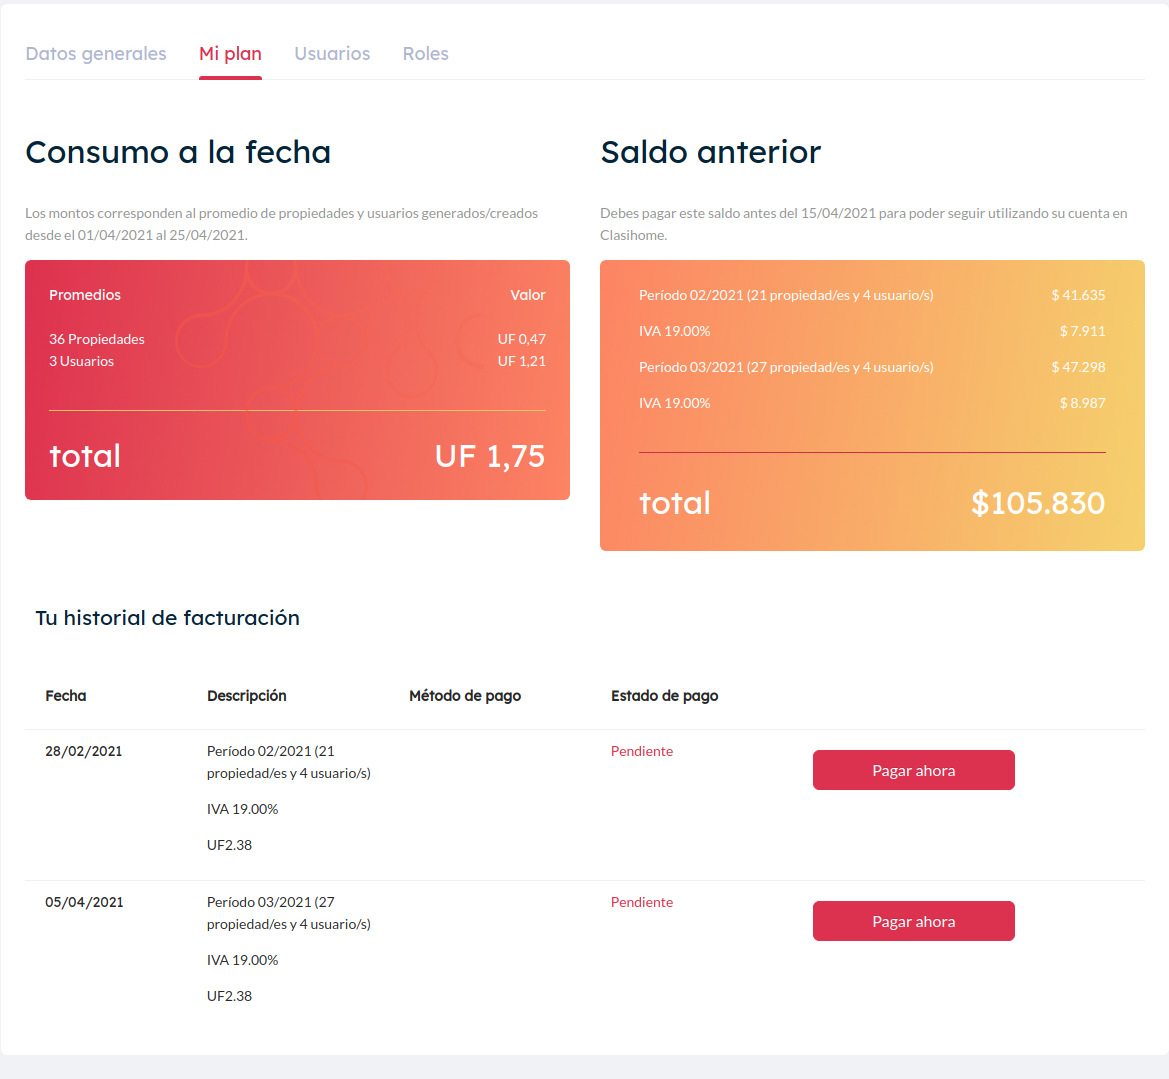 Datos generales Mi plan Usuarios Roles
Consumo a la fecha
Los montos corresponden al promedio de propiedades y usuarios generados/creados
desde el 01/04/2021 al 25/04/2021.
Promedios Valor
36 Propiedades UF 0,47
3 Usuarios UF 1,21
total UF 1,75
Saldo anterior
Debes pagar este saldo antes del 15/04/2021 para poder seguir utilizando su cuenta en
Clasihome.
Período 02/2021 (21 propiedad/es y 4 usuario/s) $ 41.635
IVA 19.00% $ 7.911
Período 03/2021 (27 propiedad/es y 4 usuario/s) $ 47.298
IVA 19.00% $ 8.987
total $105.830
Tu historial de facturación
Fecha Descripción Método de pago Estado de pago
28/02/2021 Período 02/2021 (21 Pendiente Pagar ahora
propiedad/es y 4 usuario/s)
IVA 19.00%
UF2.38
05/04/2021 Período 03/2021 (27 Pendiente Pagar ahora
propiedad/es y 4 usuario/s)
IVA 19.00%
UF2.38